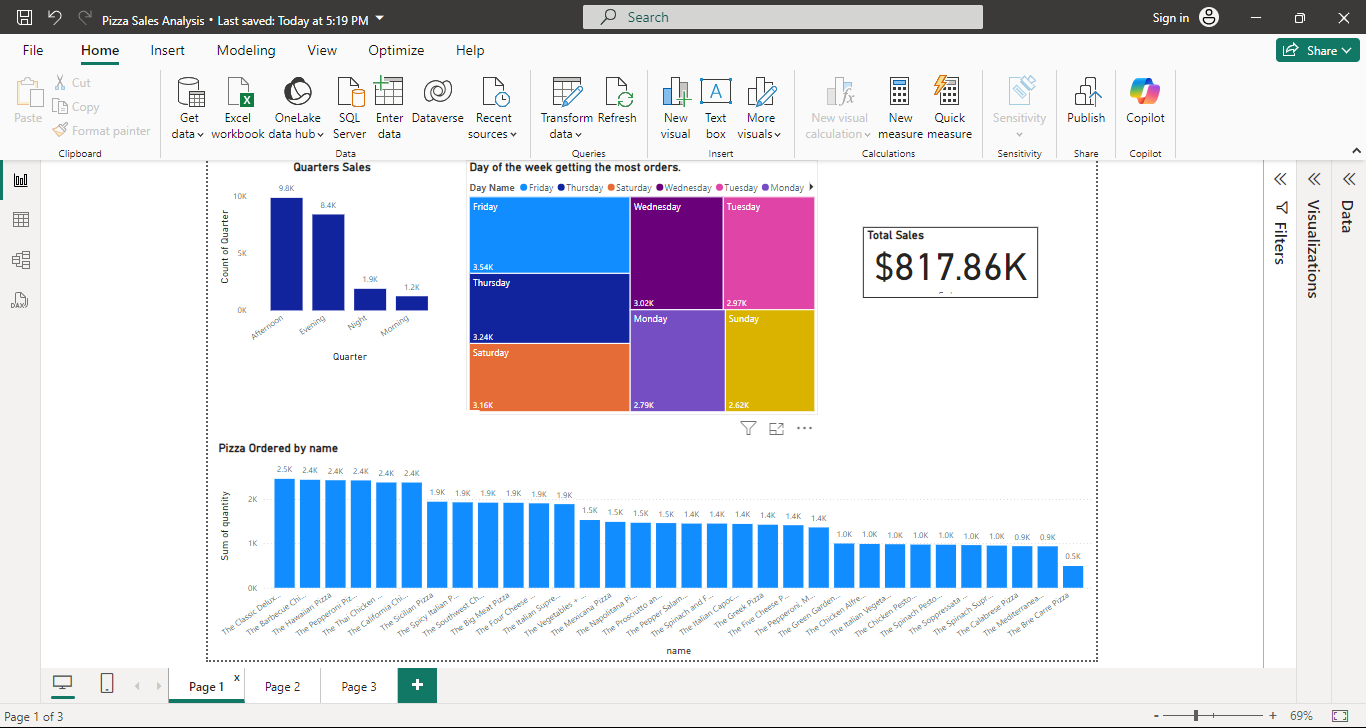 Pizza Sales Analysis • Last saved: Today at 5:19 PM
Search
Sign in
File Home Insert Modeling View Optimize Help
Share
Paste
Cut
Copy
Format painter
Clipboard
Get data
Excel workbook
OneLake data hub
SQL Server
Enter data
Dataverse
Recent sources
Data
Transform data
Refresh
Queries
New visual
Text box
More visuals
Insert
New visual calculation
New measure
Quick measure
Calculations
Sensitivity
Sensitivity
Publish
Share
Copilot
Copilot
DAX
Quarters Sales
Count of Quarter
10K
5K
0K
9.8K
8.4K
1.9K
1.2K
Afternoon
Evening
Night
Morning
Quarter
Day of the week getting the most orders.
Day Name Friday Thursday Saturday Wednesday Tuesday Monday
Friday
3.54K
Thursday
3.24K
Saturday
3.16K
Wednesday
3.02K
Tuesday
2.97K
Monday
2.79K
Sunday
2.62K
Total Sales
$817.86K
Pizza Ordered by name
Sum of quantity
2K
1K
0K
2.5K 2.4K 2.4K 2.4K 2.4K 2.4K 1.9K 1.9K 1.9K 1.9K 1.9K 1.9K 1.5K 1.5K 1.5K 1.5K 1.4K 1.4K 1.4K 1.4K 1.4K 1.4K 1.0K 1.0K 1.0K 1.0K 1.0K 1.0K 1.0K 0.9K 0.9K 0.5K
The Classic Delux...
The Barbecue Chi...
The Hawaiian Pizza
The Pepperoni Piz...
The Thai Chicken ...
The California Chi...
The Sicilian Pizza
The Spicy Italian P...
The Southwest Ch...
The Big Meat Pizza
The Four Cheese ...
The Italian Supre...
The Vegetables + ...
The Mexicana Pizza
The Napolitana Pi...
The Prosciutto an...
The Pepper Salam...
The Spinach and F...
The Italian Capoc...
The Greek Pizza
The Five Cheese P...
The Pepperoni, M...
The Green Garden...
The Chicken Alfre...
The Italian Vegeta...
The Chicken Pesto...
The Spinach Pesto...
The Soppressata ...
The Spinach Supr...
The Calabrese Pizza
The Mediterranea...
The Brie Carre Pizza
name
Filters
Visualizations
Data
Page 1 x
Page 2
Page 3
+
Page 1 of 3
- + 69%